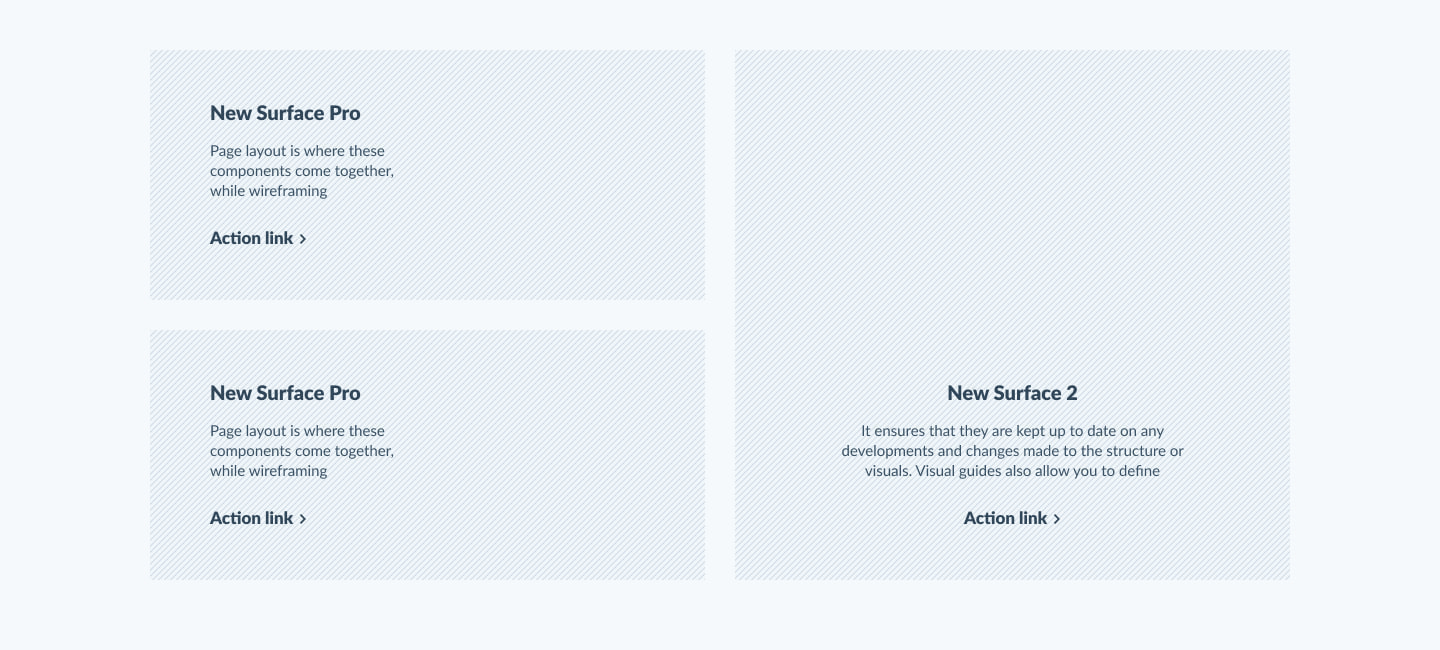 New Surface Pro
Page layout is where these
components come together,
while wireframing
Action link
New Surface Pro
Page layout is where these
components come together,
while wireframing
Action link
New Surface 2
It ensures that they are kept up to date on any
developments and changes made to the structure or
visuals. Visual guides also allow you to define
Action link